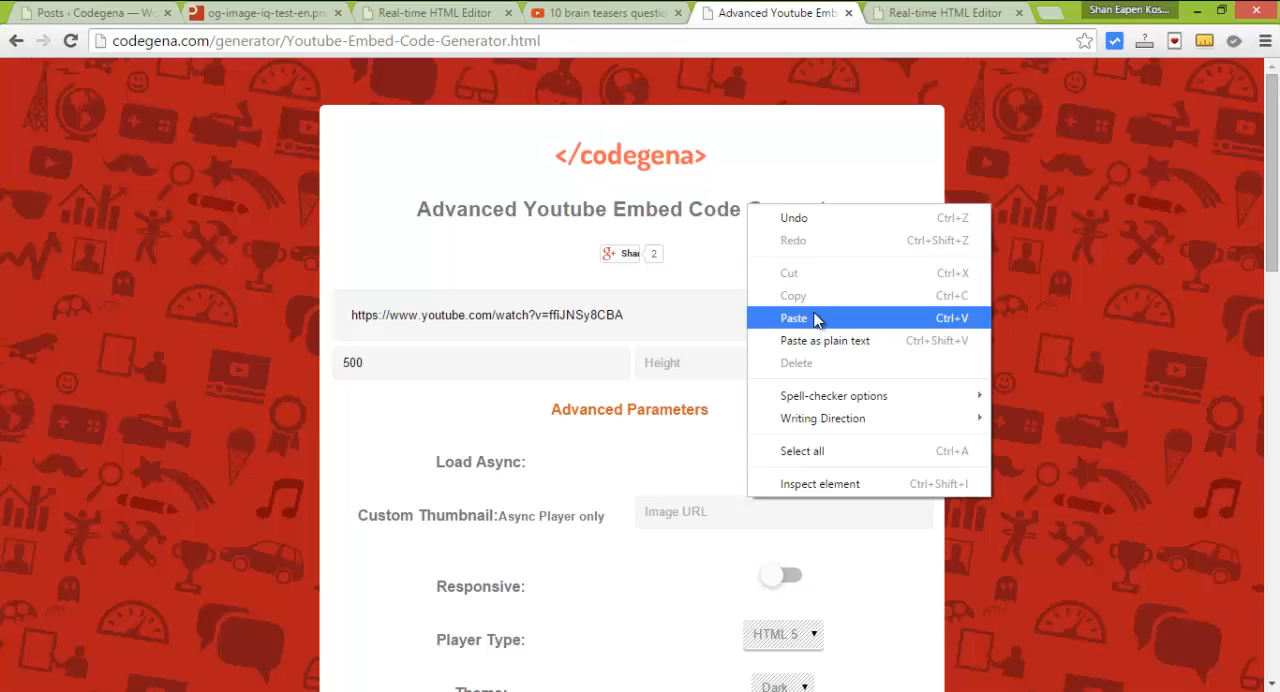 Posts ‹ Codegena — W
og-image-iq-test-en.pn
Real-time HTML Editor
10 brain teasers questio
Advanced Youtube Emb
Real-time HTML Editor
Shan Eapen Kos...
codegena.com/generator/Youtube-Embed-Code-Generator.html
</codegena>
Advanced Youtube Embed Code
Share 2
https://www.youtube.com/watch?v=ffiJNSy8CBA
500
Height
Advanced Parameters
Load Async:
Custom Thumbnail:Async Player only
Image URL
Responsive:
Player Type:
HTML 5
Theme:
Dark
Undo Ctrl+Z
Redo Ctrl+Shift+Z
Cut Ctrl+X
Copy Ctrl+C
Paste Ctrl+V
Paste as plain text Ctrl+Shift+V
Delete
Spell-checker options
Writing Direction
Select all Ctrl+A
Inspect element Ctrl+Shift+I